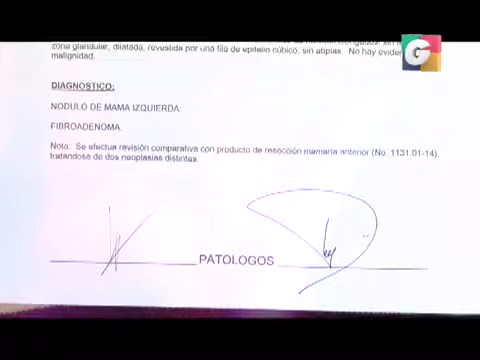 G
zona glandular, dilatada, revestida por una fila de epitelio cúbico, sin atipias. No hay
malignidad.
DIAGNOSTICO:
NODULO DE MAMA IZQUIERDA:
FIBROADENOMA.
Nota: Se efectua revisión comparativa con producto de resección mamaria anterior (No. 1131.01-14),
tratandose de dos neoplasias distintas.
PATOLOGOS